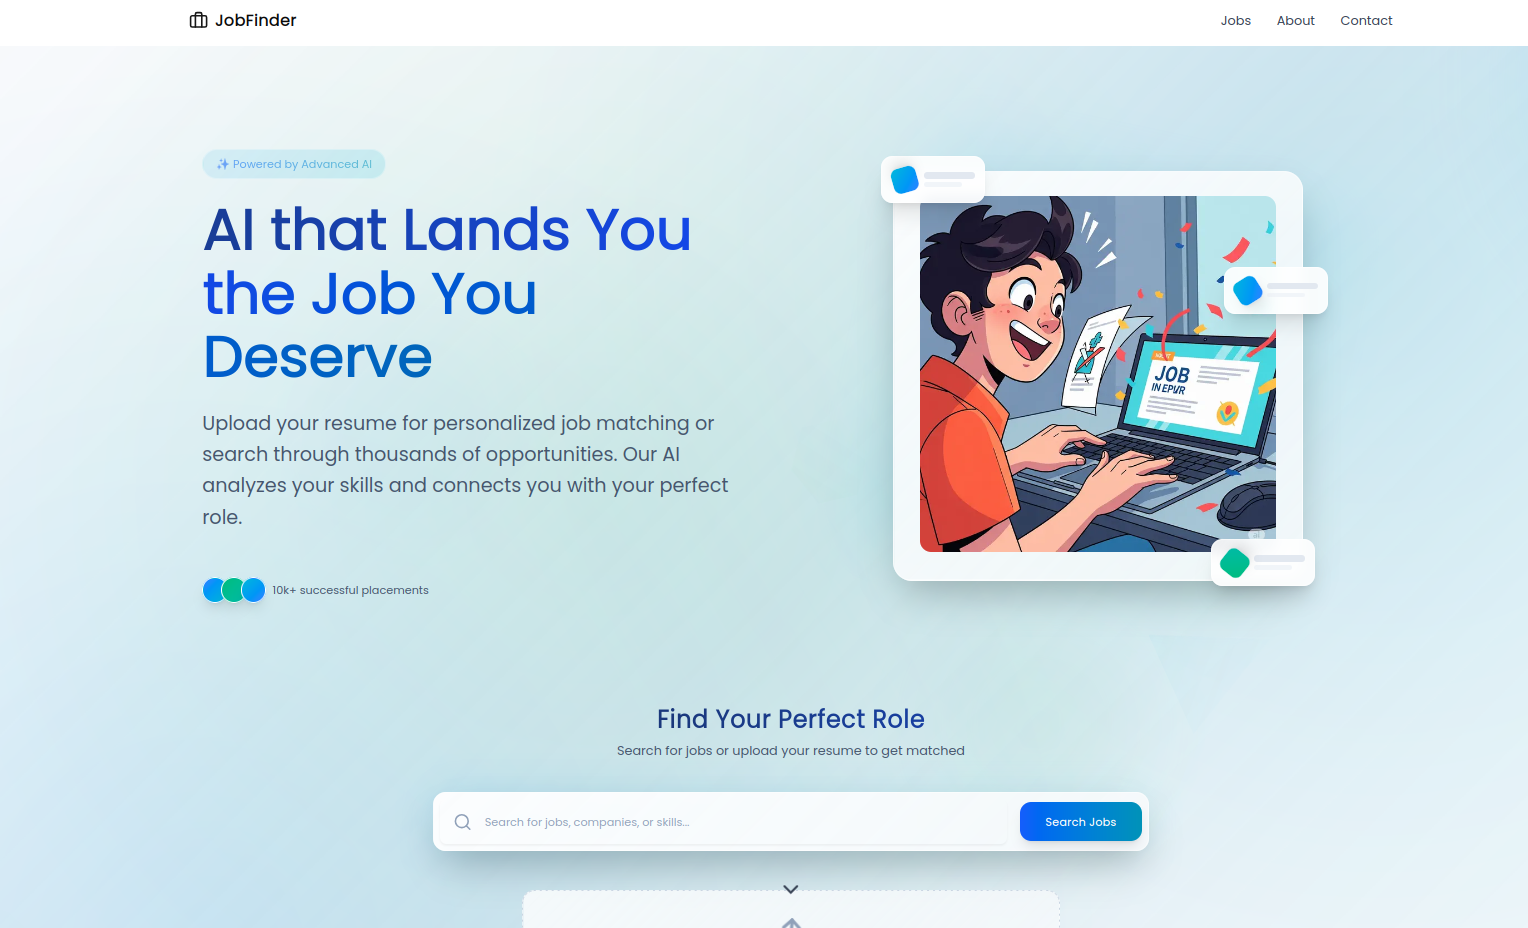 JobFinder
Jobs
About
Contact
✨ Powered by Advanced AI
AI that Lands You
the Job You
Deserve
Upload your resume for personalized job matching or
search through thousands of opportunities. Our AI
analyzes your skills and connects you with your perfect
role.
10k+ successful placements
JOB
Find Your Perfect Role
Search for jobs or upload your resume to get matched
Search for jobs, companies, or skills...
Search Jobs